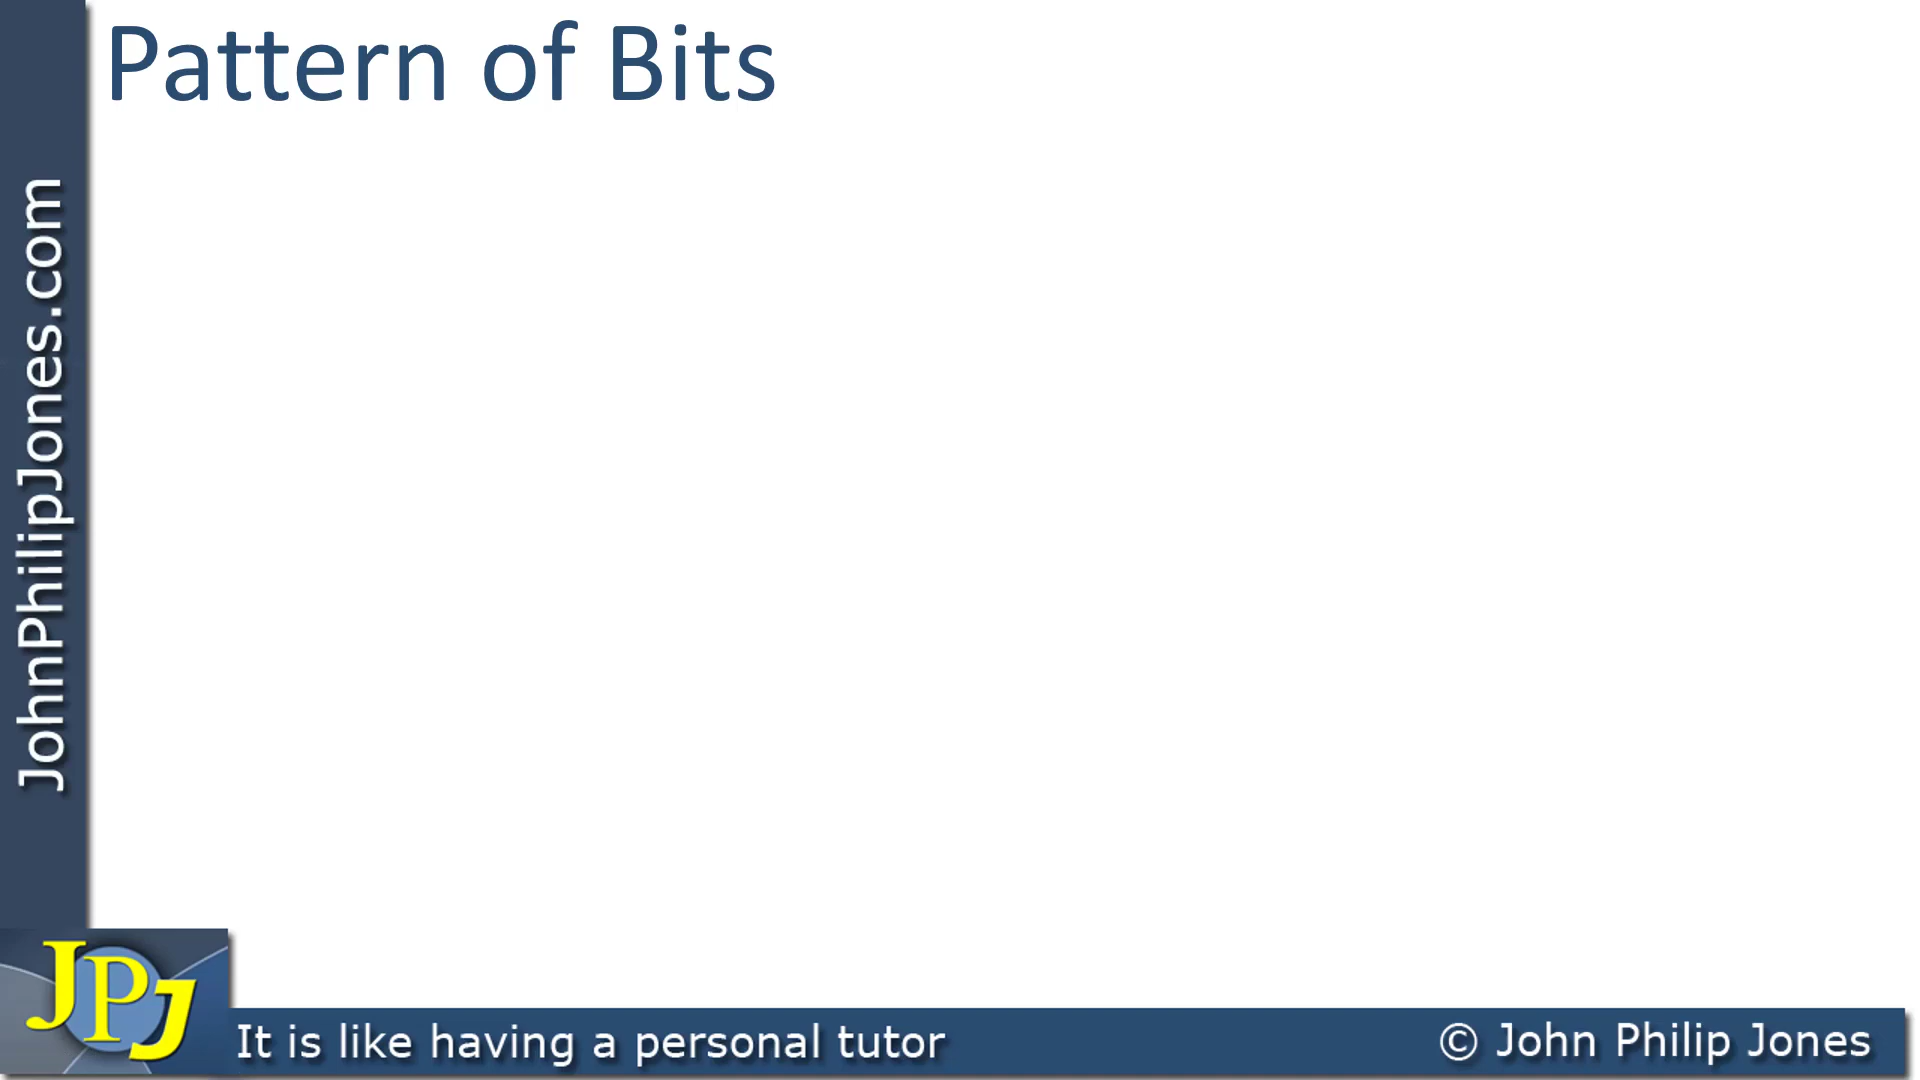 Pattern of Bits
JohnPhilipJones.com
JPJ
It is like having a personal tutor
© John Philip Jones